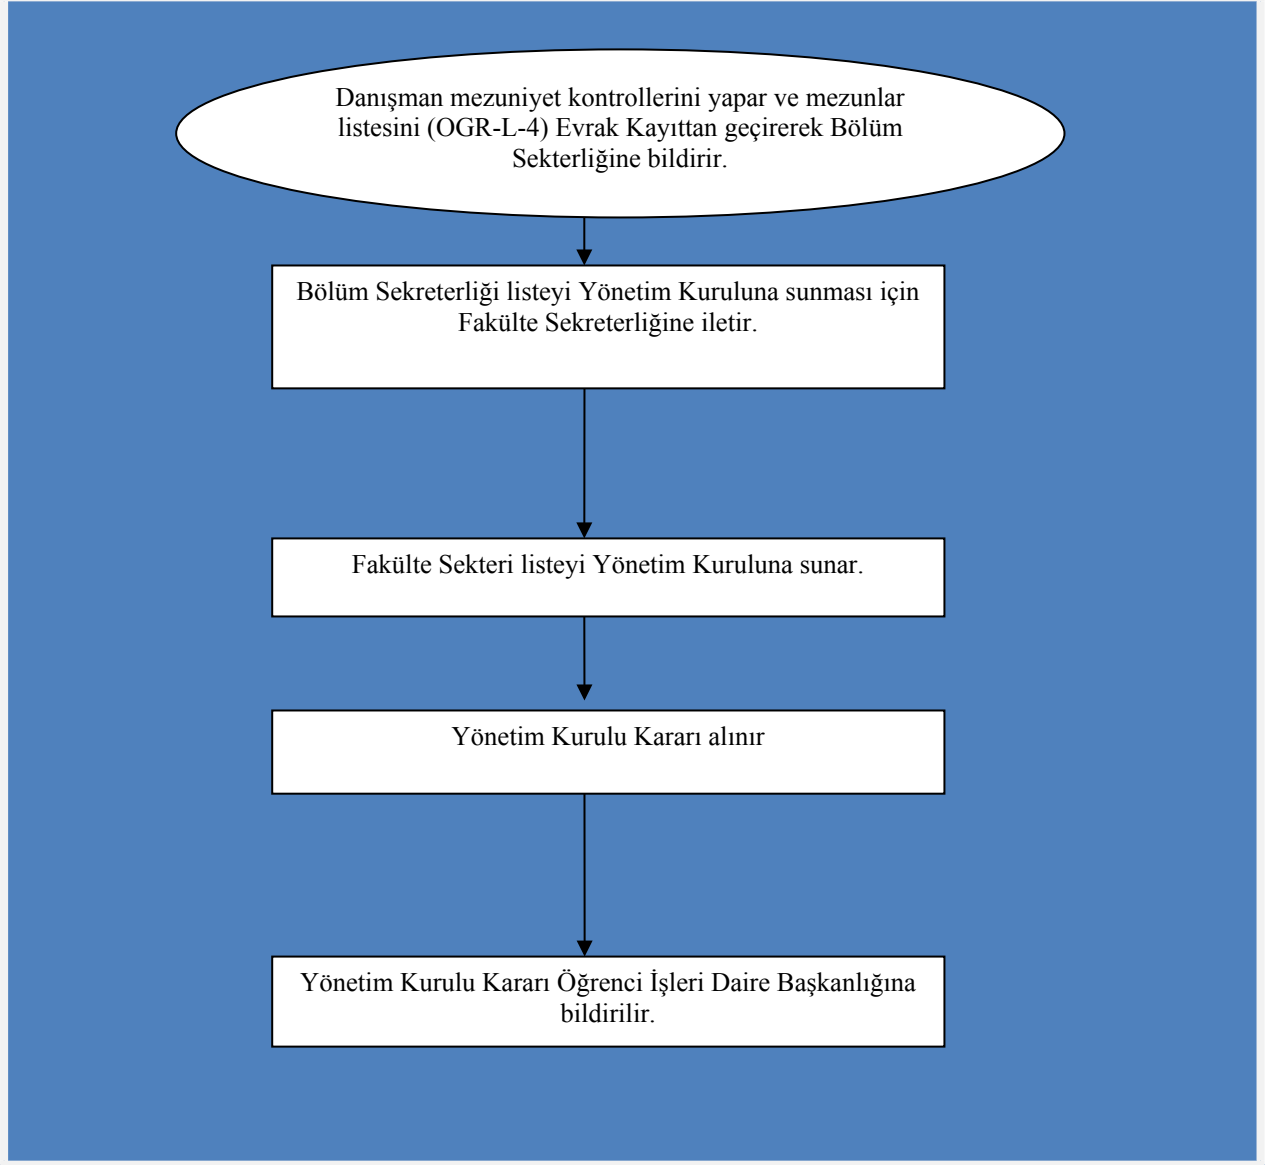 Danışman mezuniyet kontrollerini yapar ve mezunlar
listesini (OGR-L-4) Evrak Kayıttan geçirerek Bölüm
Sekterliğine bildirir.
Bölüm Sekreterliği listeyi Yönetim Kuruluna sunması için
Fakülte Sekreterliğine iletir.
Fakülte Sekteri listeyi Yönetim Kuruluna sunar.
Yönetim Kurulu Kararı alınır
Yönetim Kurulu Kararı Öğrenci İşleri Daire Başkanlığına
bildirilir.